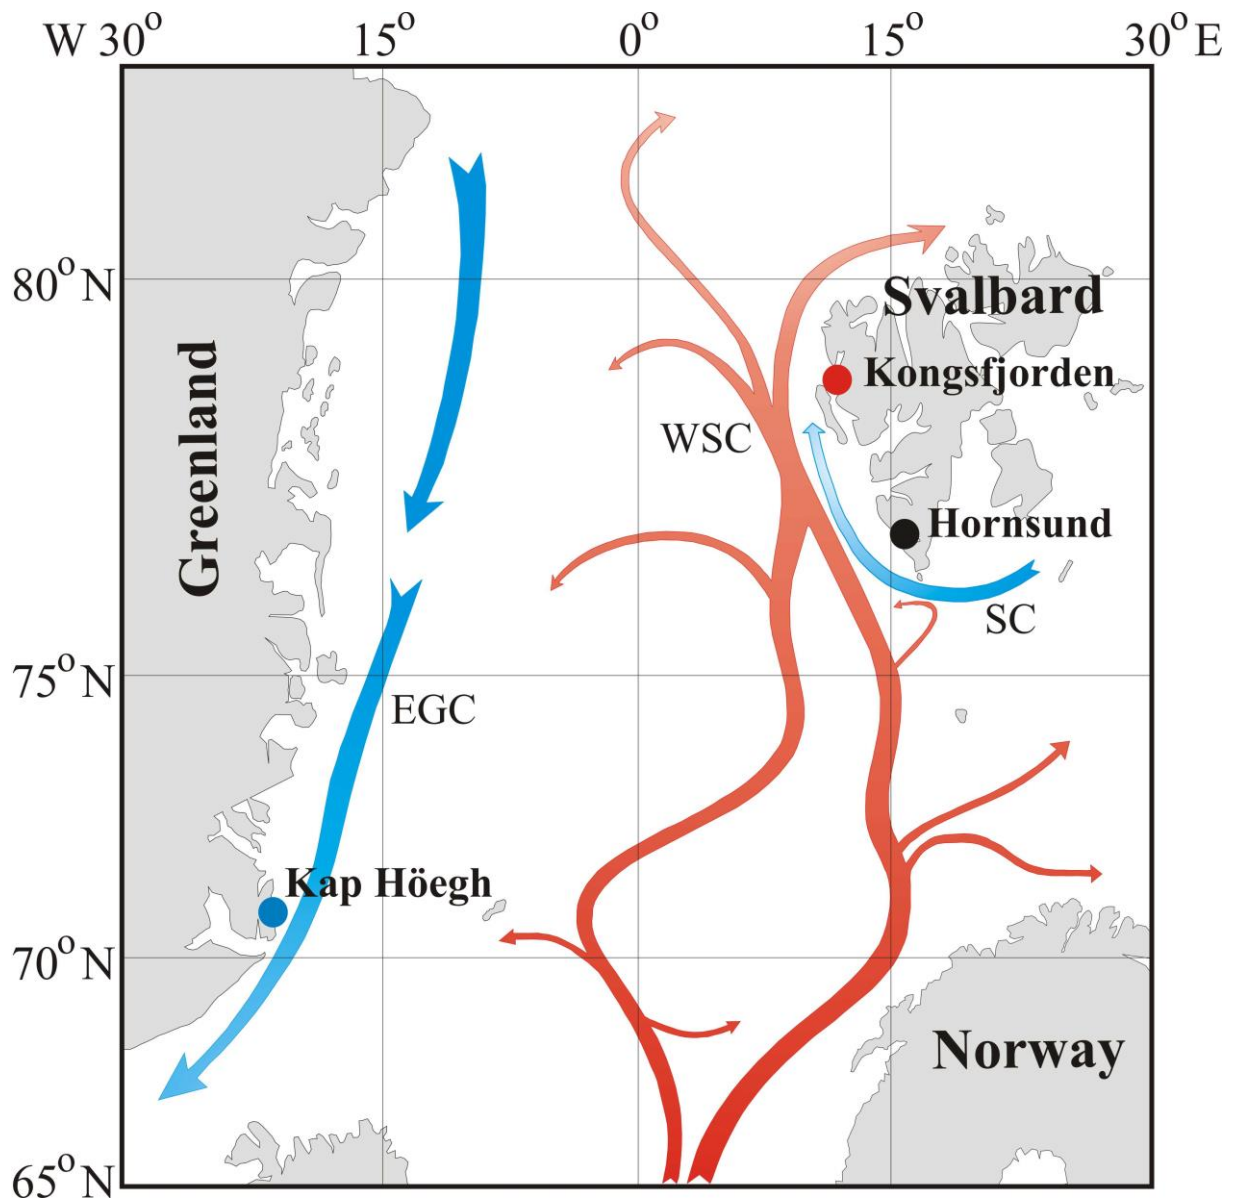 W 30° 15° 0° 15° 30° E
80° N
Svalbard
Greenland
Kongsfjorden
WSC
Hornsund
SC
75° N
EGC
Kap Höegh
70° N
Norway
65° N